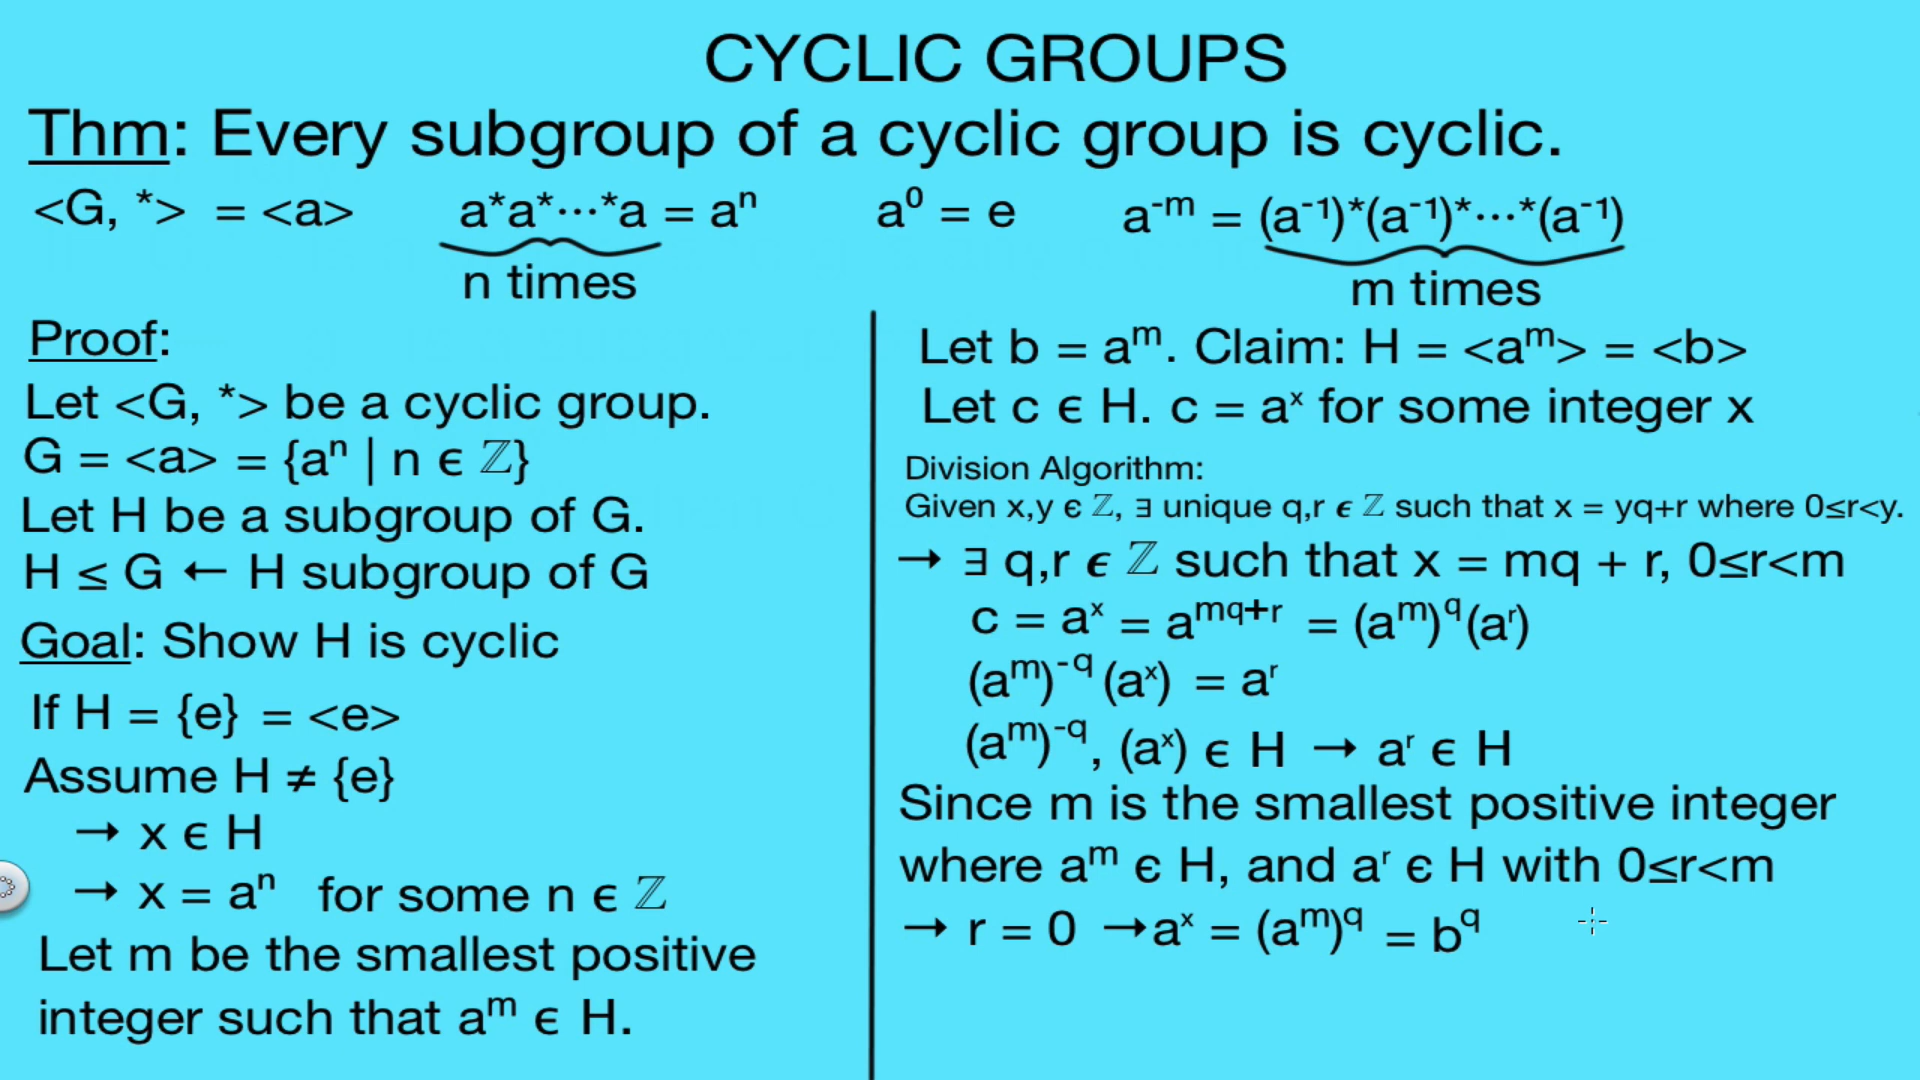 CYCLIC GROUPS
Thm: Every subgroup of a cyclic group is cyclic.
<G, *> = <a> a*a*···*a = aⁿ a⁰ = e a⁻ᵐ = (a⁻¹)*(a⁻¹)*···*(a⁻¹)
n times m times
Proof:
Let <G, *> be a cyclic group.
G = <a> = {aⁿ | n ϵ ℤ}
Let H be a subgroup of G.
H ≤ G ← H subgroup of G
Goal: Show H is cyclic
If H = {e} = <e>
Assume H ≠ {e}
→ x ϵ H
→ x = aⁿ for some n ϵ ℤ
Let m be the smallest positive
integer such that aᵐ ϵ H.
Let b = aᵐ. Claim: H = <aᵐ> = <b>
Let c ϵ H. c = aˣ for some integer x
Division Algorithm:
Given x,y ϵ ℤ, ∃ unique q,r ϵ ℤ such that x = yq+r where 0≤r<y.
→ ∃ q,r ϵ ℤ such that x = mq + r, 0≤r<m
c = aˣ = a^(mq+r) = (aᵐ)^q (aʳ)
(aᵐ)^-q (aˣ) = aʳ
(aᵐ)^-q, (aˣ) ϵ H → aʳ ϵ H
Since m is the smallest positive integer
where aᵐ ϵ H, and aʳ ϵ H with 0≤r<m
→ r = 0 → aˣ = (aᵐ)^q = b^q